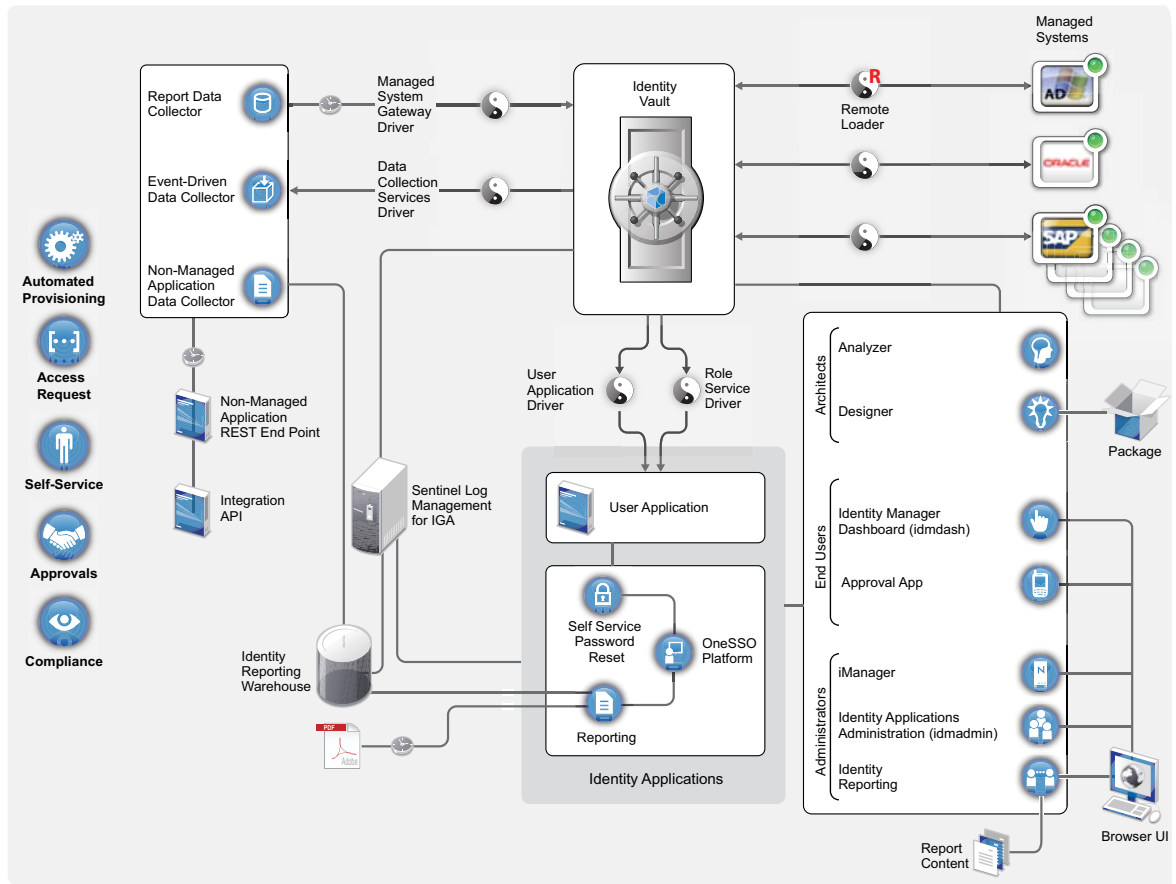 Managed
Systems
Report Data
Collector
Managed
System
Gateway
Driver
Identity
Vault
R
Remote
Loader
AD
Event-Driven
Data Collector
Data
Collection
Services
Driver
ORACLE
SAP
Non-Managed
Application
Data Collector
Automated
Provisioning
Access
Request
Self-Service
Approvals
Compliance
Non-Managed
Application
REST End Point
Integration
API
User
Application
Driver
Role
Service
Driver
Sentinel Log
Management
for IGA
User Application
Self Service
Password
Reset
OneSSO
Platform
Reporting
Identity Applications
Identity
Reporting
Warehouse
PDF
Adobe
Architects
Analyzer
Designer
Package
End Users
Identity Manager
Dashboard (idmdash)
Approval App
Administrators
iManager
N
Identity Applications
Administration (idmadmin)
Identity
Reporting
Browser UI
Report
Content